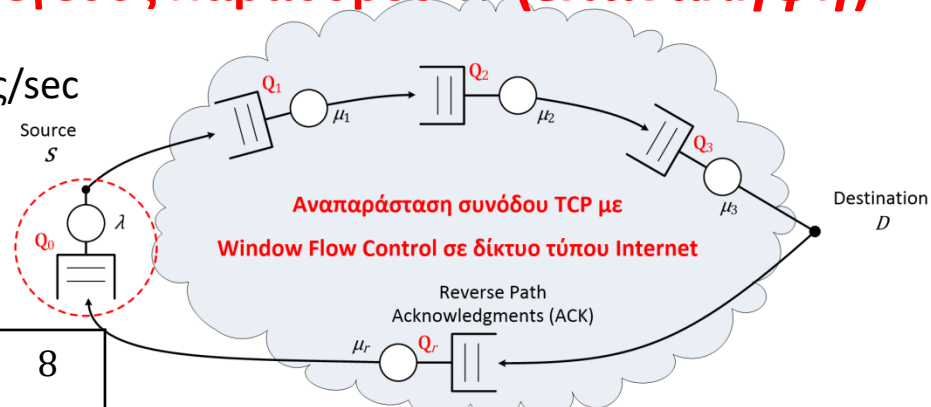 (επανάληψη)
ς/sec
Source
S
Q1
μ1
Q2
μ2
Q3
μ3
Destination
D
Q0
λ
Αναπαράσταση συνόδου TCP με
Window Flow Control σε δίκτυο τύπου Internet
Reverse Path
Acknowledgments (ACK)
μr
Qr
8